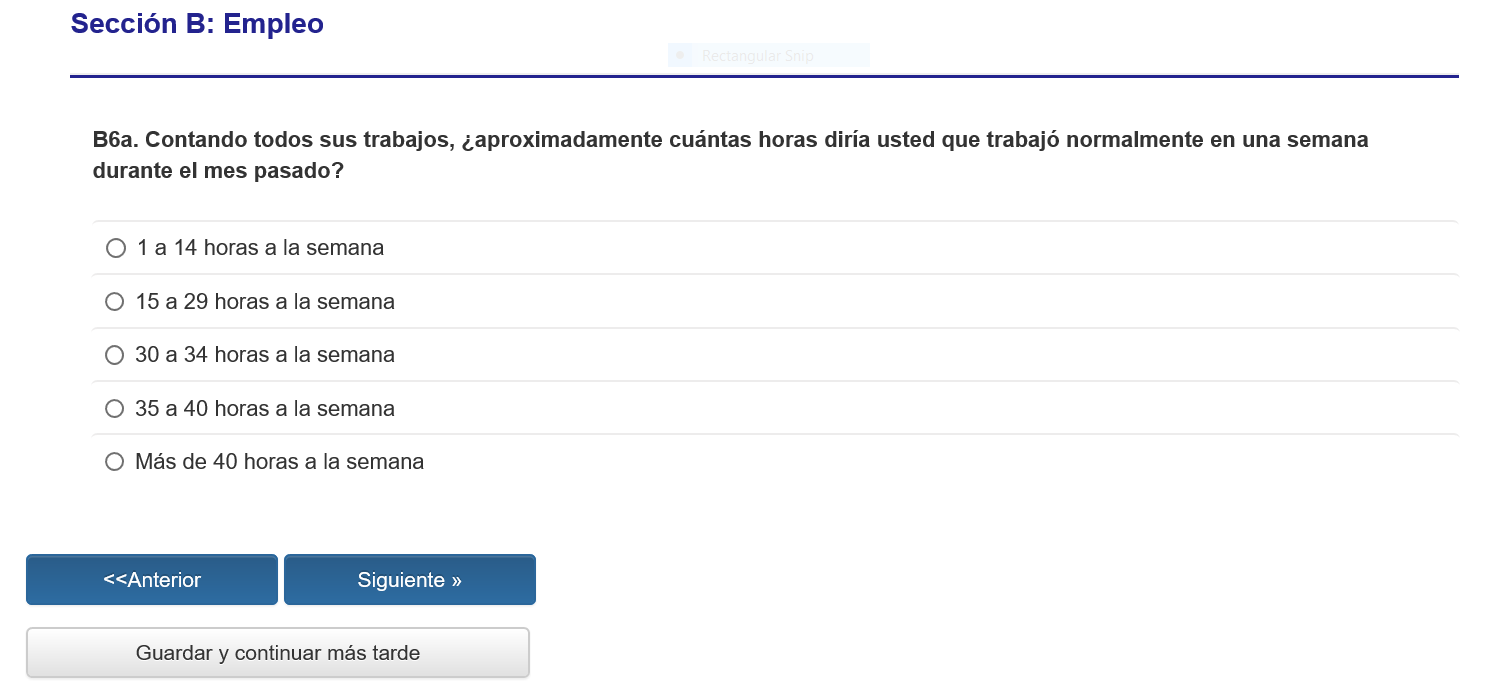 Sección B: Empleo
Rectangular Snip
B6a. Contando todos sus trabajos, ¿aproximadamente cuántas horas diría usted que trabajó normalmente en una semana
durante el mes pasado?
1 a 14 horas a la semana
15 a 29 horas a la semana
30 a 34 horas a la semana
35 a 40 horas a la semana
Más de 40 horas a la semana
<<Anterior
Siguiente »
Guardar y continuar más tarde